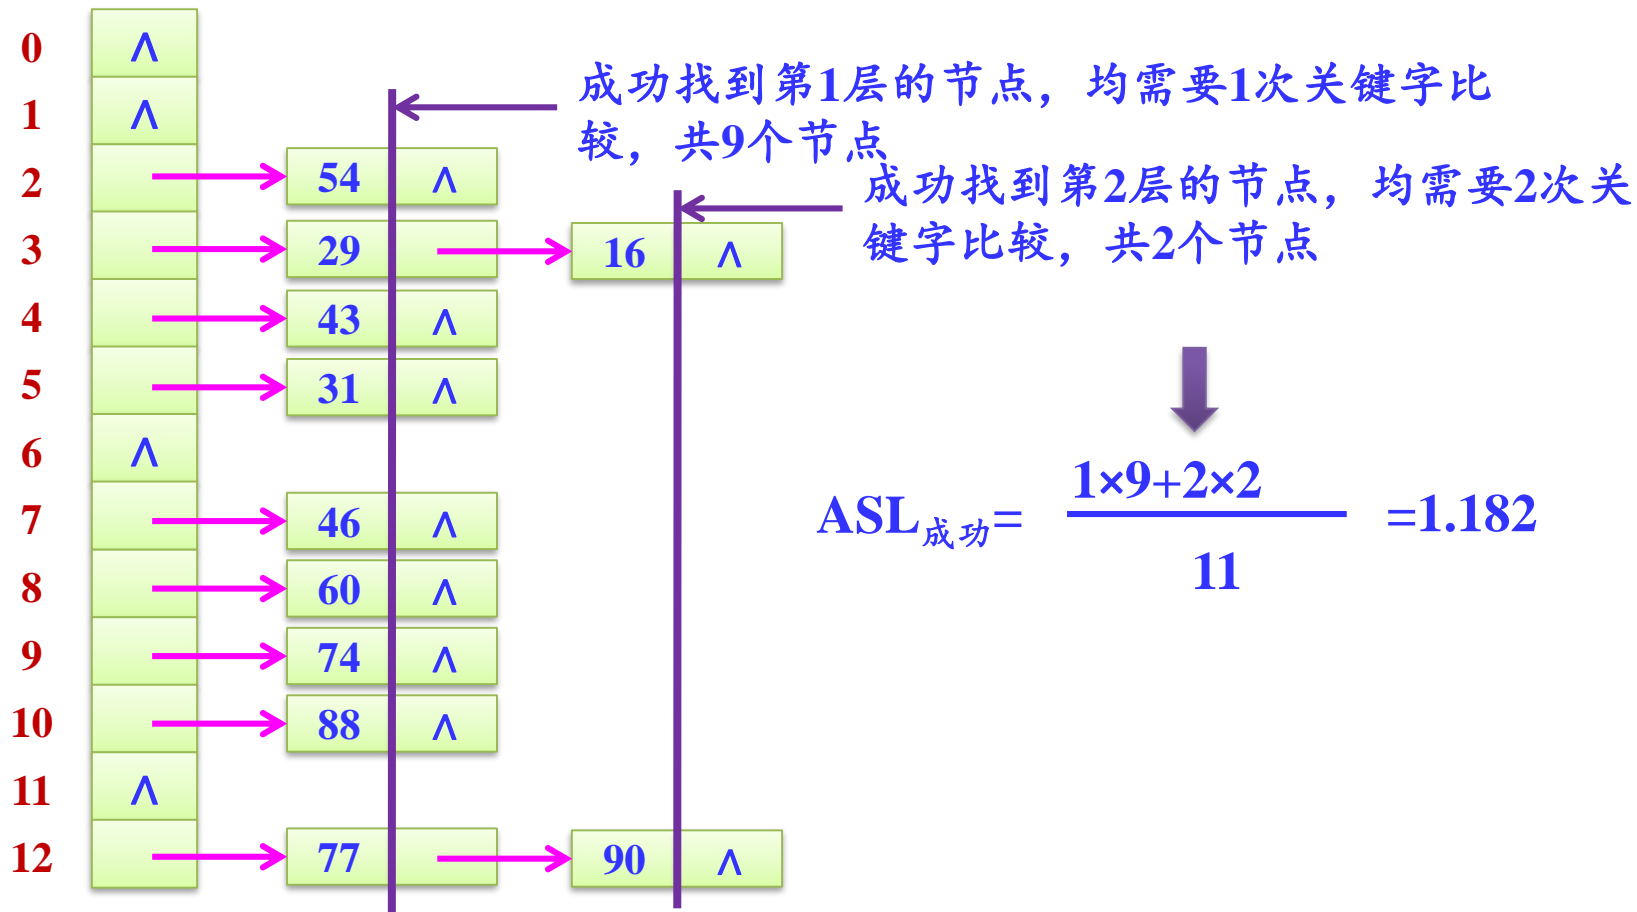 0 ∧
1 ∧
成功找到第1层的节点，均需要1次关键字比
较，共9个节点
2 54 ∧
成功找到第2层的节点，均需要2次关
键字比较，共2个节点
3 29 16 ∧
4 43 ∧
5 31 ∧
6 ∧
7 46 ∧
8 60 ∧
9 74 ∧
10 88 ∧
11 ∧
12 77 90 ∧
1×9+2×2
ASL成功= =1.182
11